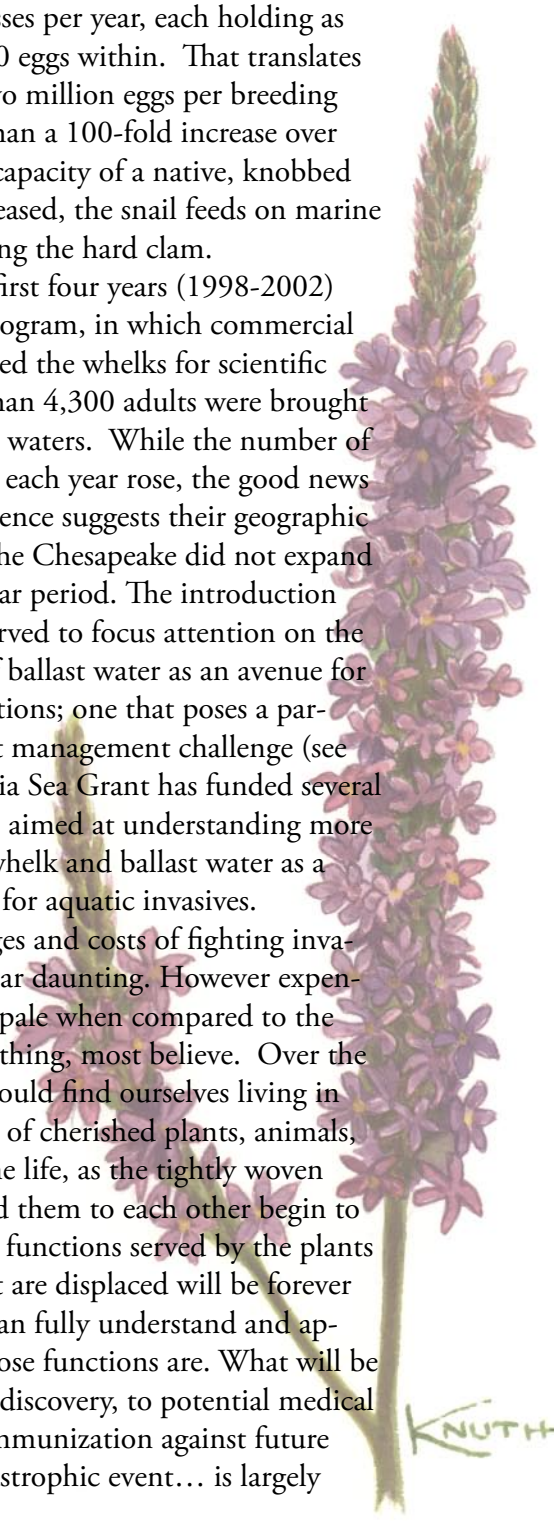 sses per year, each holding as
0 eggs within.  That translates
vo million eggs per breeding
han a 100-fold increase over
capacity of a native, knobbed
eased, the snail feeds on marine
ng the hard clam.
first four years (1998-2002)
ogram, in which commercial
ed the whelks for scientific
han 4,300 adults were brought
waters.  While the number of
each year rose, the good news
ence suggests their geographic
he Chesapeake did not expand
ar period. The introduction
rved to focus attention on the
f ballast water as an avenue for
tions; one that poses a par-
t management challenge (see
ia Sea Grant has funded several
aimed at understanding more
whelk and ballast water as a
for aquatic invasives.
ges and costs of fighting inva-
ar daunting. However expen-
pale when compared to the
thing, most believe.  Over the
ould find ourselves living in
of cherished plants, animals,
ne life, as the tightly woven
d them to each other begin to
functions served by the plants
t are displaced will be forever
an fully understand and ap-
ose functions are. What will be
discovery, to potential medical
nmunization against future
strophic event… is largely
KNUTH